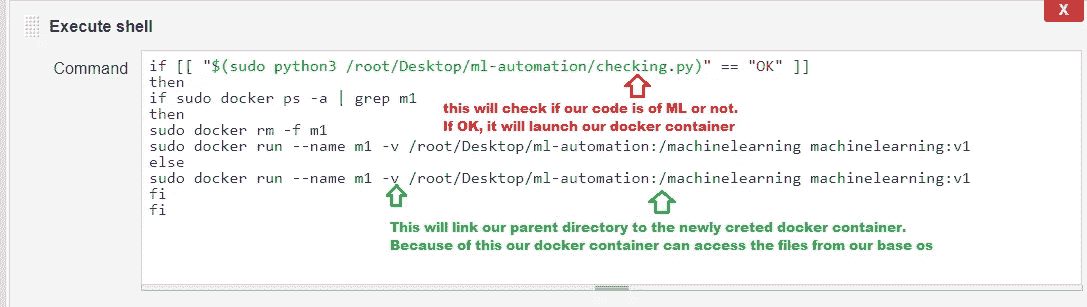 X
Execute shell
Command
if [[ "$(sudo python3 /root/Desktop/ml-automation/checking.py)" == "OK" ]]
then
if sudo docker ps -a | grep m1
then
sudo docker rm -f m1
sudo docker run --name m1 -v /root/Desktop/ml-automation:/machinelearning machinelearning:v1
else
sudo docker run --name m1 -v /root/Desktop/ml-automation:/machinelearning machinelearning:v1
fi
fi
this will check if our code is of ML or not.
If OK, it will launch our docker container
This will link our parent directory to the newly creted docker container.
Because of this our docker container can access the files from our base os